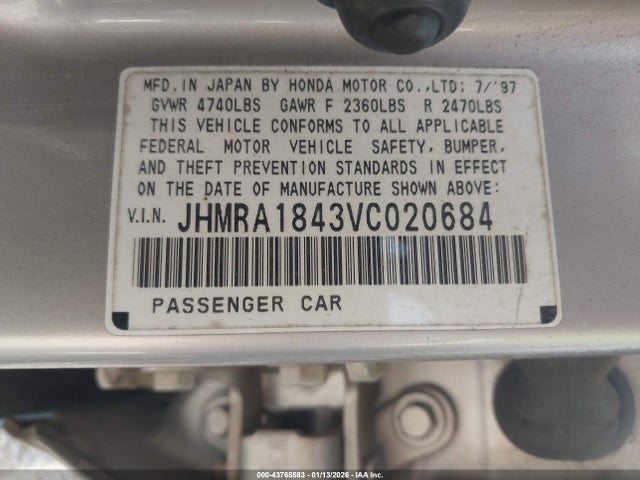 MFD. IN JAPAN BY HONDA MOTOR CO.,LTD; 7/'97
GVWR 4740LBS GAWR F 2360LBS R 2470LBS
THIS VEHICLE CONFORMS TO ALL APPLICABLE
FEDERAL MOTOR VEHICLE SAFETY, BUMPER,
AND THEFT PREVENTION STANDARDS IN EFFECT
ON THE DATE OF MANUFACTURE SHOWN ABOVE:
V.I.N. JHMRA1843VC020684
PASSENGER CAR
000-43768583 - 01/13/2026 - IAA Inc.